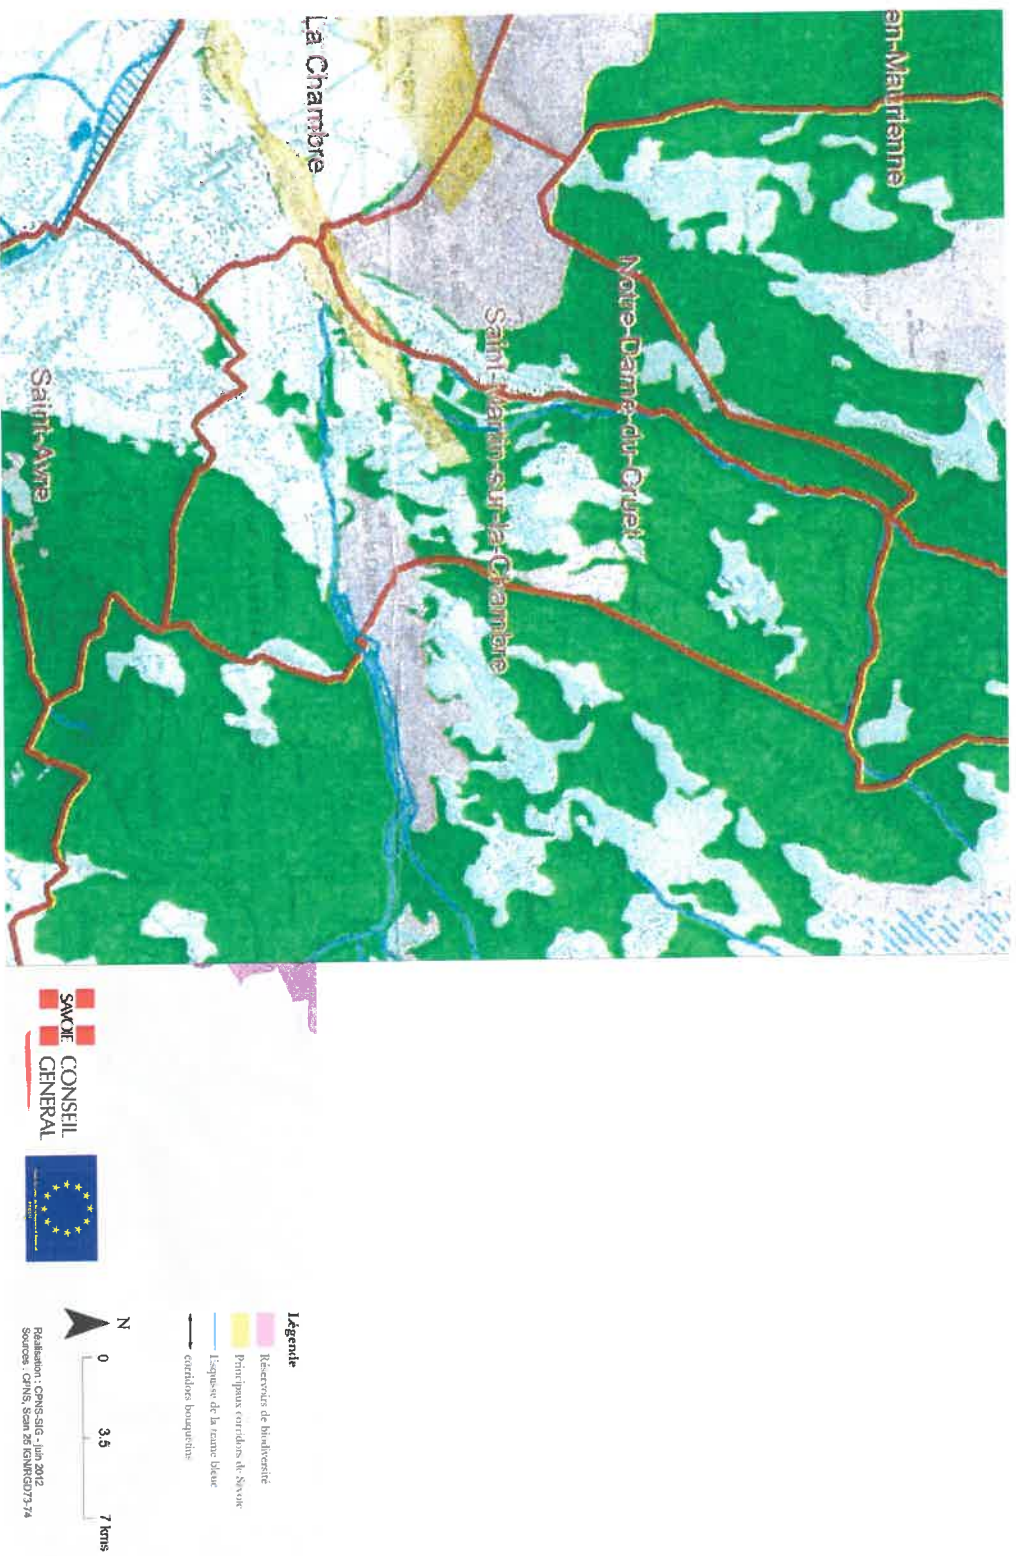 en-Maurienne
Notre-Dame-du-Cruet
La Chambre
Saint-Martin-sur-la-Chambre
Saint-Avre
SAVOIE CONSEIL
GENERAL
Légende
Réservoirs de biodiversité
Principaux corridors de Savoie
Esquisse de la trame bleue
corridors bouquetins
N
0 3.5 7 kms
Réalisation : CPNS-SIG - juin 2012
Sources : CPNS, Scan 25 IGN/RGD73-74